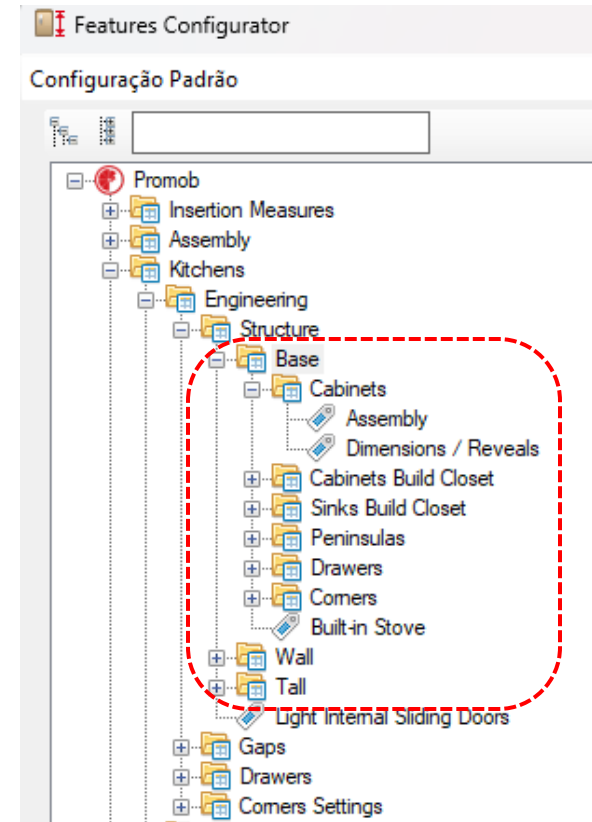 Features Configurator
Configuração Padrão
Promob
Insertion Measures
Assembly
Kitchens
Engineering
Structure
Base
Cabinets
Assembly
Dimensions / Reveals
Cabinets Build Closet
Sinks Build Closet
Peninsulas
Drawers
Corners
Built-in Stove
Wall
Tall
Light Internal Sliding Doors
Gaps
Drawers
Corners Settings